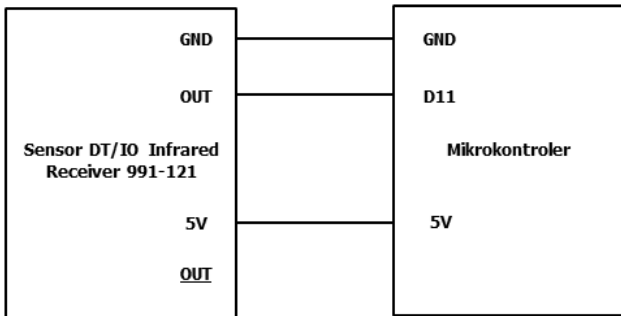 GND
GND
OUT
D11
Sensor DT/IO Infrared
Receiver 991-121
Mikrokontroler
5V
5V
OUT